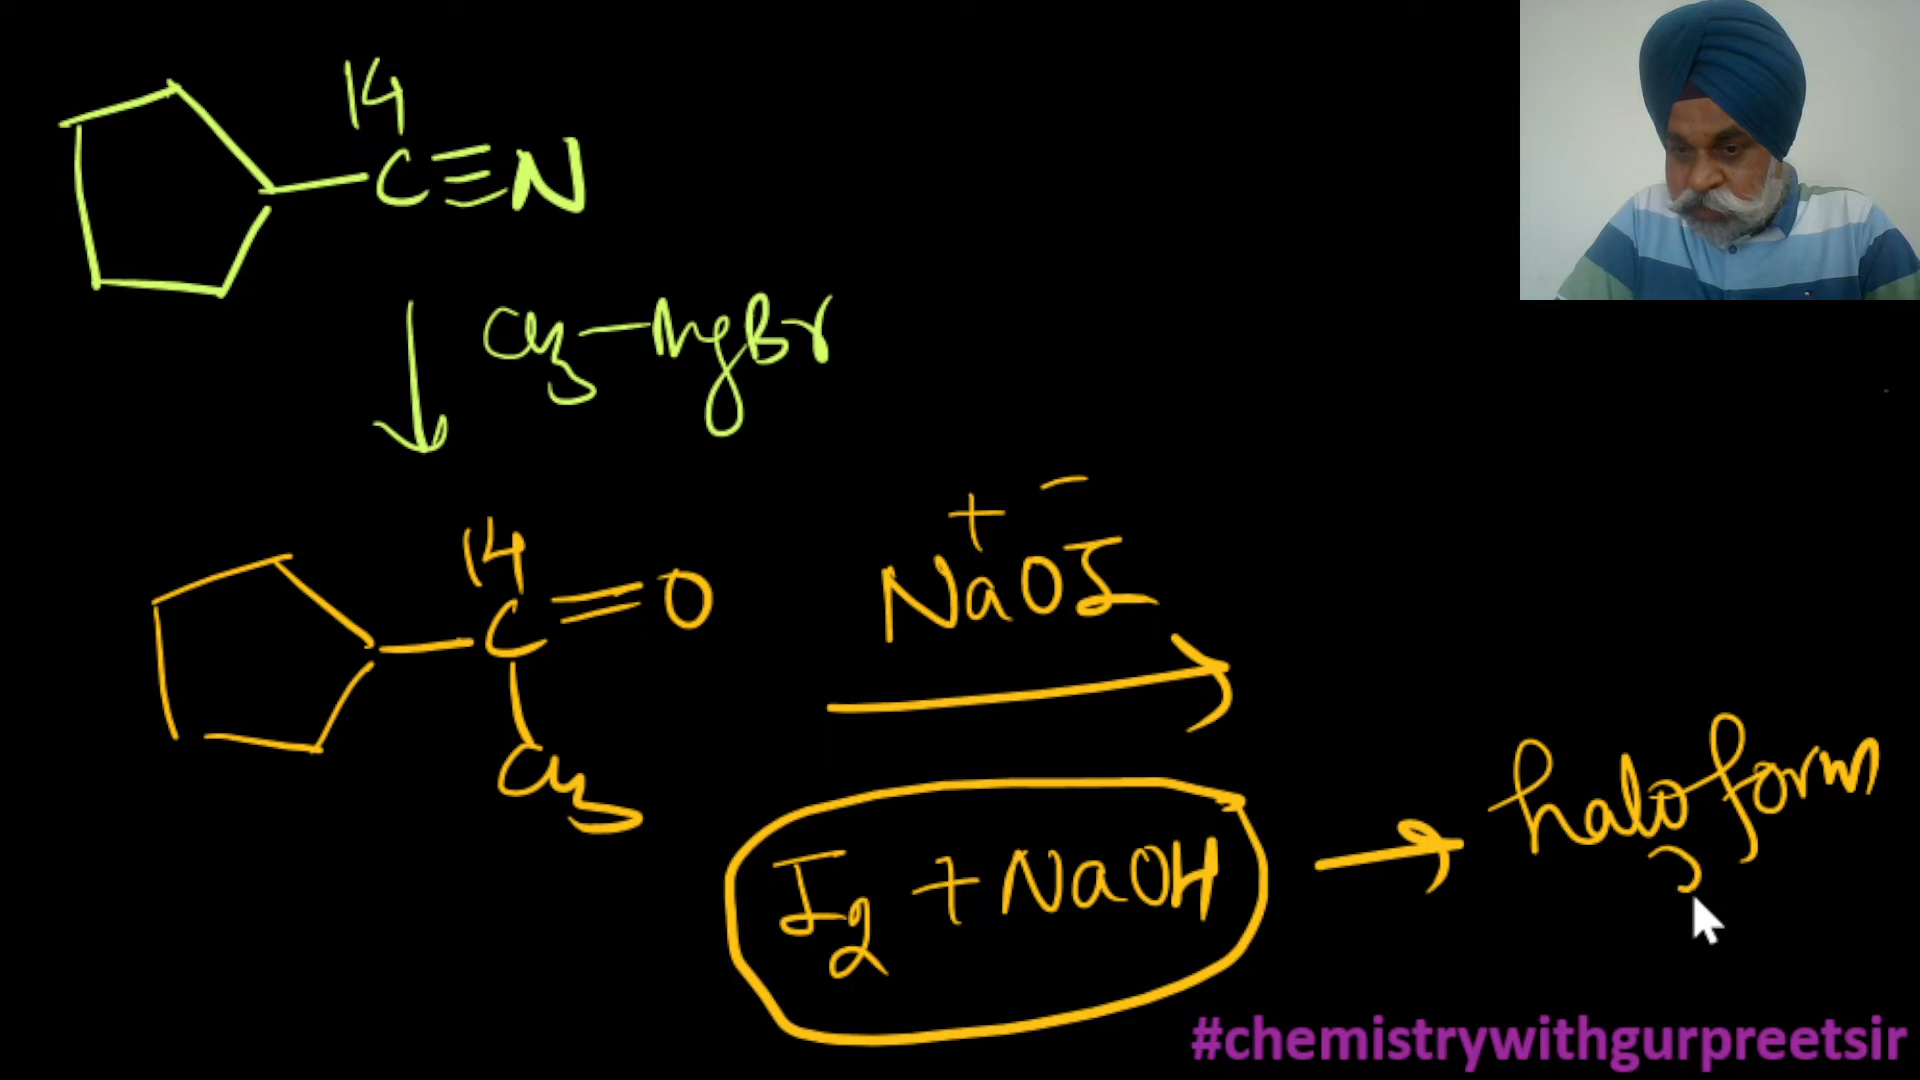 14
C≡N
CH3—MgBr
14
C=O
CH3
+ -
NaOI
I2 + NaOH → haloform
?
#chemistrywithgurpreetsir